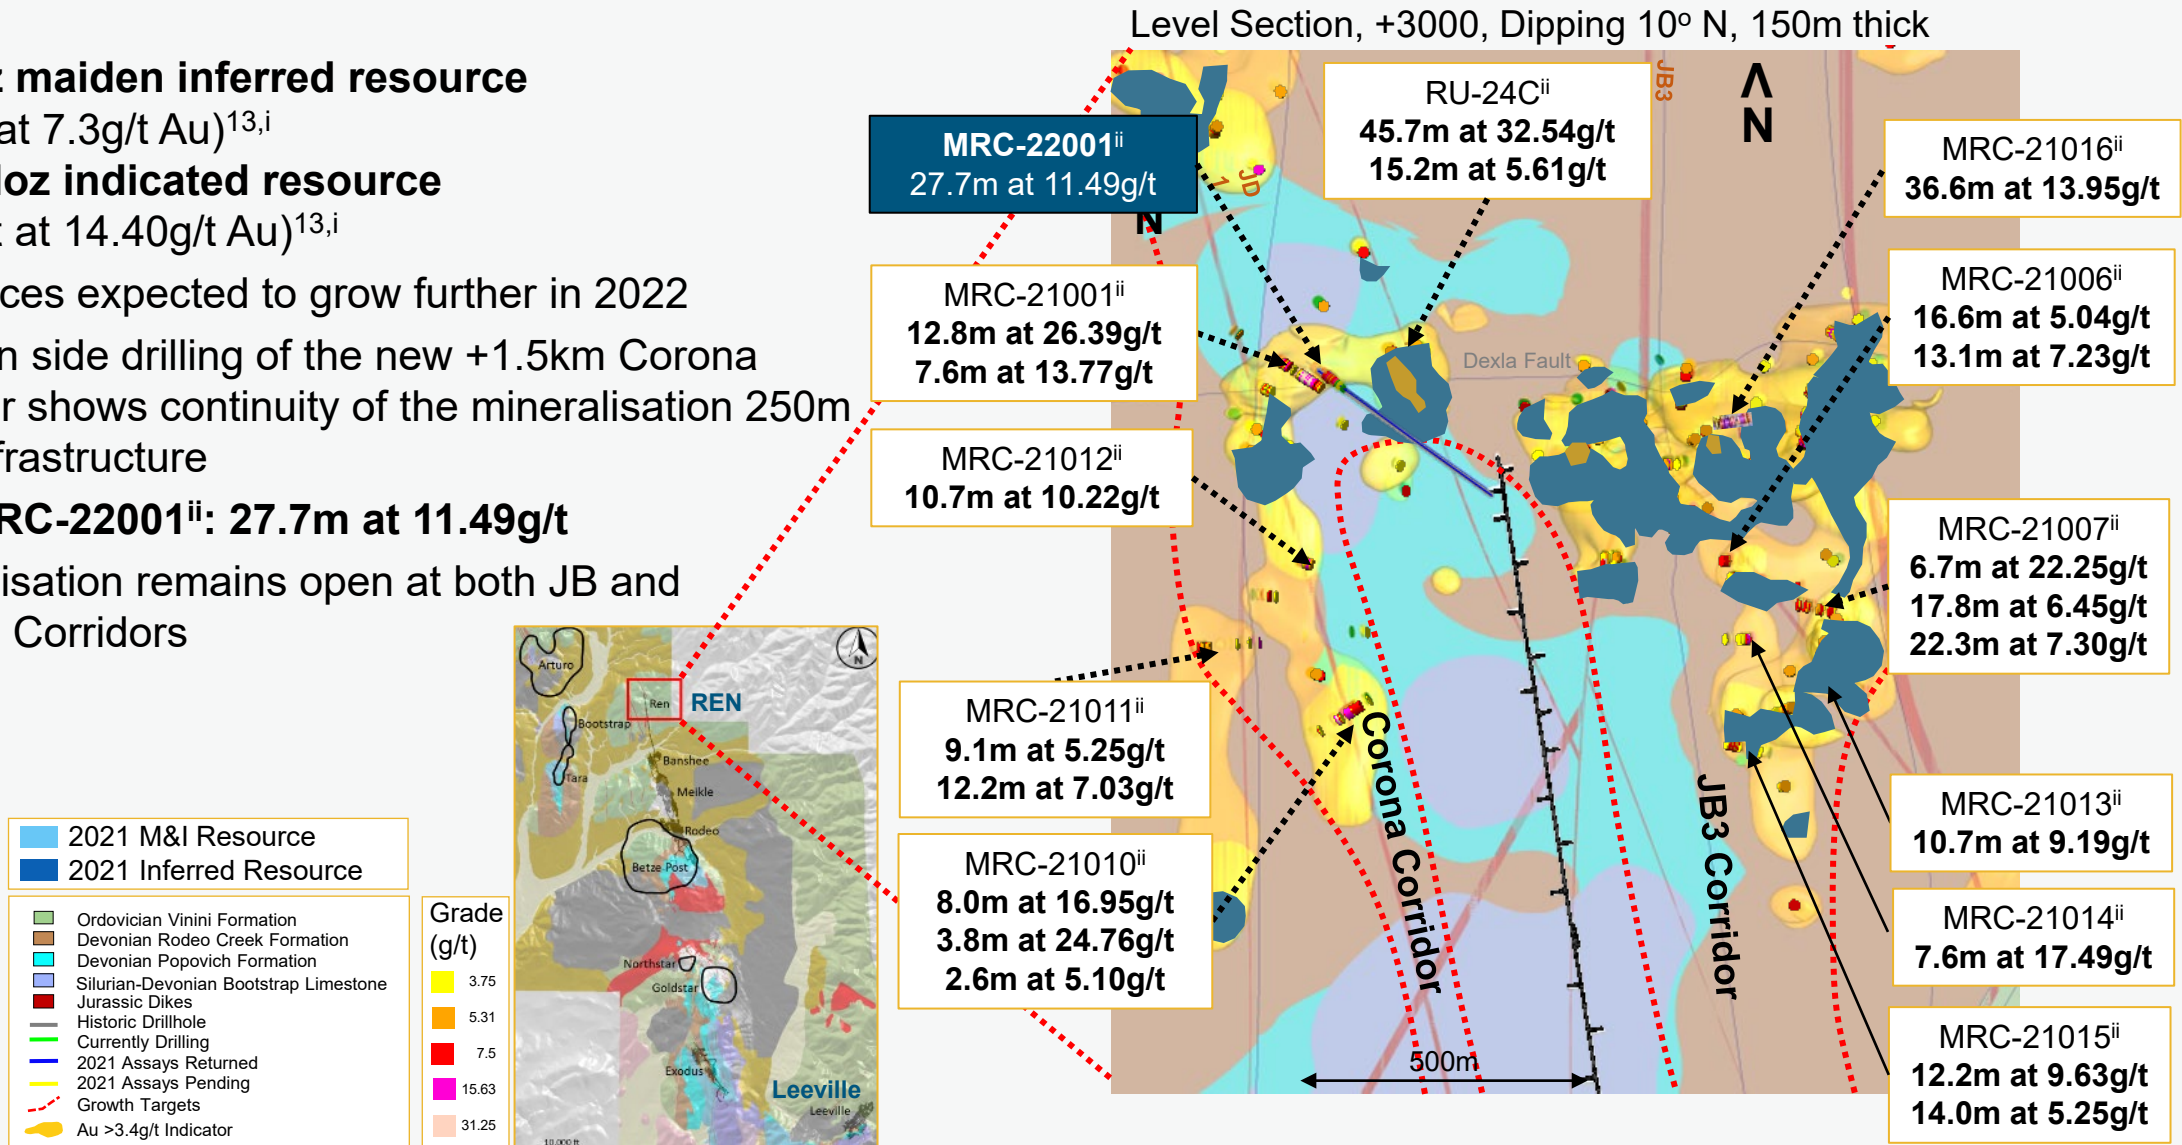 Level Section, +3000, Dipping 10º N, 150m thick
z maiden inferred resource
at 7.3g/t Au)13,i
oz indicated resource
at 14.40g/t Au)13,i
ces expected to grow further in 2022
n side drilling of the new +1.5km Corona
r shows continuity of the mineralisation 250m
frastructure
RC-22001ii: 27.7m at 11.49g/t
isation remains open at both JB and
Corridors
MRC-22001ii
27.7m at 11.49g/t
N
MRC-21001ii
12.8m at 26.39g/t
7.6m at 13.77g/t
MRC-21012ii
10.7m at 10.22g/t
MRC-21011ii
9.1m at 5.25g/t
12.2m at 7.03g/t
MRC-21010ii
8.0m at 16.95g/t
3.8m at 24.76g/t
2.6m at 5.10g/t
RU-24Cii
45.7m at 32.54g/t
15.2m at 5.61g/t
JD
JB3
N
Dexla Fault
Corona Corridor
JB3 Corridor
500m
MRC-21016ii
36.6m at 13.95g/t
MRC-21006ii
16.6m at 5.04g/t
13.1m at 7.23g/t
MRC-21007ii
6.7m at 22.25g/t
17.8m at 6.45g/t
22.3m at 7.30g/t
MRC-21013ii
10.7m at 9.19g/t
MRC-21014ii
7.6m at 17.49g/t
MRC-21015ii
12.2m at 9.63g/t
14.0m at 5.25g/t
Arturo
N
Ren
REN
Bootstrap
Tara
Banshee
Meikle
Rodeo
Betze Post
Northstar
Goldstar
Exodus
Leeville
Leeville
10,000 ft
2021 M&I Resource
2021 Inferred Resource
Ordovician Vinini Formation
Devonian Rodeo Creek Formation
Devonian Popovich Formation
Silurian-Devonian Bootstrap Limestone
Jurassic Dikes
Historic Drillhole
Currently Drilling
2021 Assays Returned
2021 Assays Pending
Growth Targets
Au >3.4g/t Indicator
Grade
(g/t)
3.75
5.31
7.5
15.63
31.25